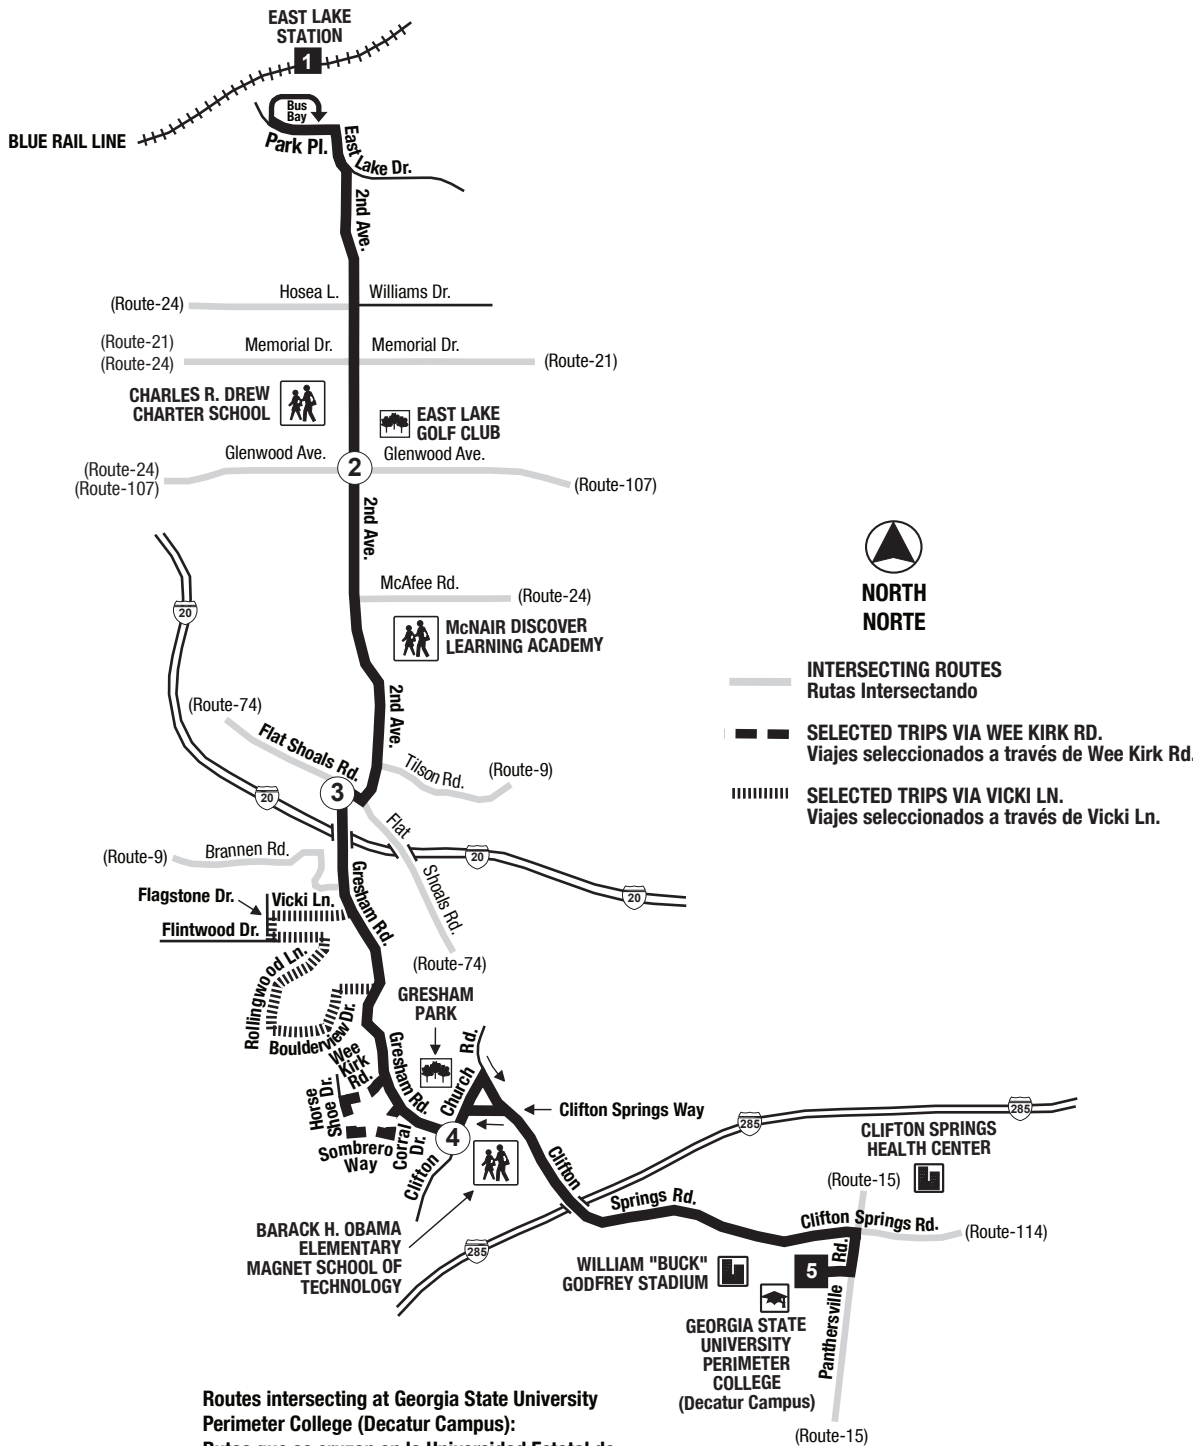 EAST LAKE
STATION
1
BLUE RAIL LINE
Bus
Bay
Park Pl.
East Lake Dr.
2nd Ave.
(Route-24)
Hosea L.
Williams Dr.
(Route-21)
(Route-24)
Memorial Dr.
Memorial Dr.
(Route-21)
CHARLES R. DREW
CHARTER SCHOOL
EAST LAKE
GOLF CLUB
Glenwood Ave.
2
Glenwood Ave.
(Route-24)
(Route-107)
(Route-107)
2nd Ave.
NORTH
NORTE
McAfee Rd.
(Route-24)
20
McNAIR DISCOVER
LEARNING ACADEMY
INTERSECTING ROUTES
Rutas Intersectando
SELECTED TRIPS VIA WEE KIRK RD.
Viajes seleccionados a través de Wee Kirk Rd.
SELECTED TRIPS VIA VICKI LN.
Viajes seleccionados a través de Vicki Ln.
(Route-74)
Flat Shoals Rd.
2nd Ave.
Tilson Rd.
(Route-9)
20
3
Flat
Shoals Rd.
20
20
(Route-9)
Brannen Rd.
Gresham Rd.
Flagstone Dr.
Vicki Ln.
Flintwood Dr.
(Route-74)
Rollingwood Ln.
Boulderview Dr.
GRESHAM
PARK
Wee
Kirk
Rd.
Gresham Rd.
Church
Rd.
Horse
Shoe Dr.
Sombrero
Way
Corral
Dr.
4
Clifton
Clifton Springs Way
285
285
CLIFTON SPRINGS
HEALTH CENTER
Clifton
Springs Rd.
(Route-15)
Clifton Springs Rd.
(Route-114)
BARACK H. OBAMA
ELEMENTARY
MAGNET SCHOOL OF
TECHNOLOGY
285
WILLIAM "BUCK"
GODFREY STADIUM
5
Panthersville
Rd.
GEORGIA STATE
UNIVERSITY
PERIMETER
COLLEGE
(Decatur Campus)
(Route-15)
Routes intersecting at Georgia State University
Perimeter College (Decatur Campus):
Rutas que se cruzan en la Universidad Estatal de